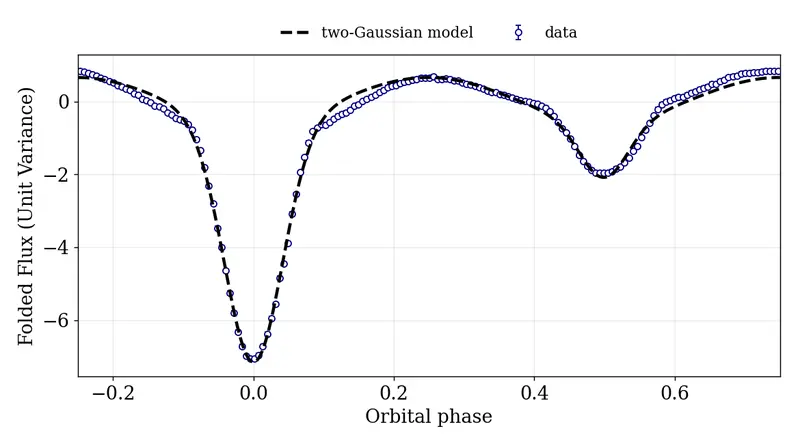 two-Gaussian model
data
Folded Flux (Unit Variance)
0
−2
−4
−6
−0.2
0.0
0.2
0.4
0.6
Orbital phase